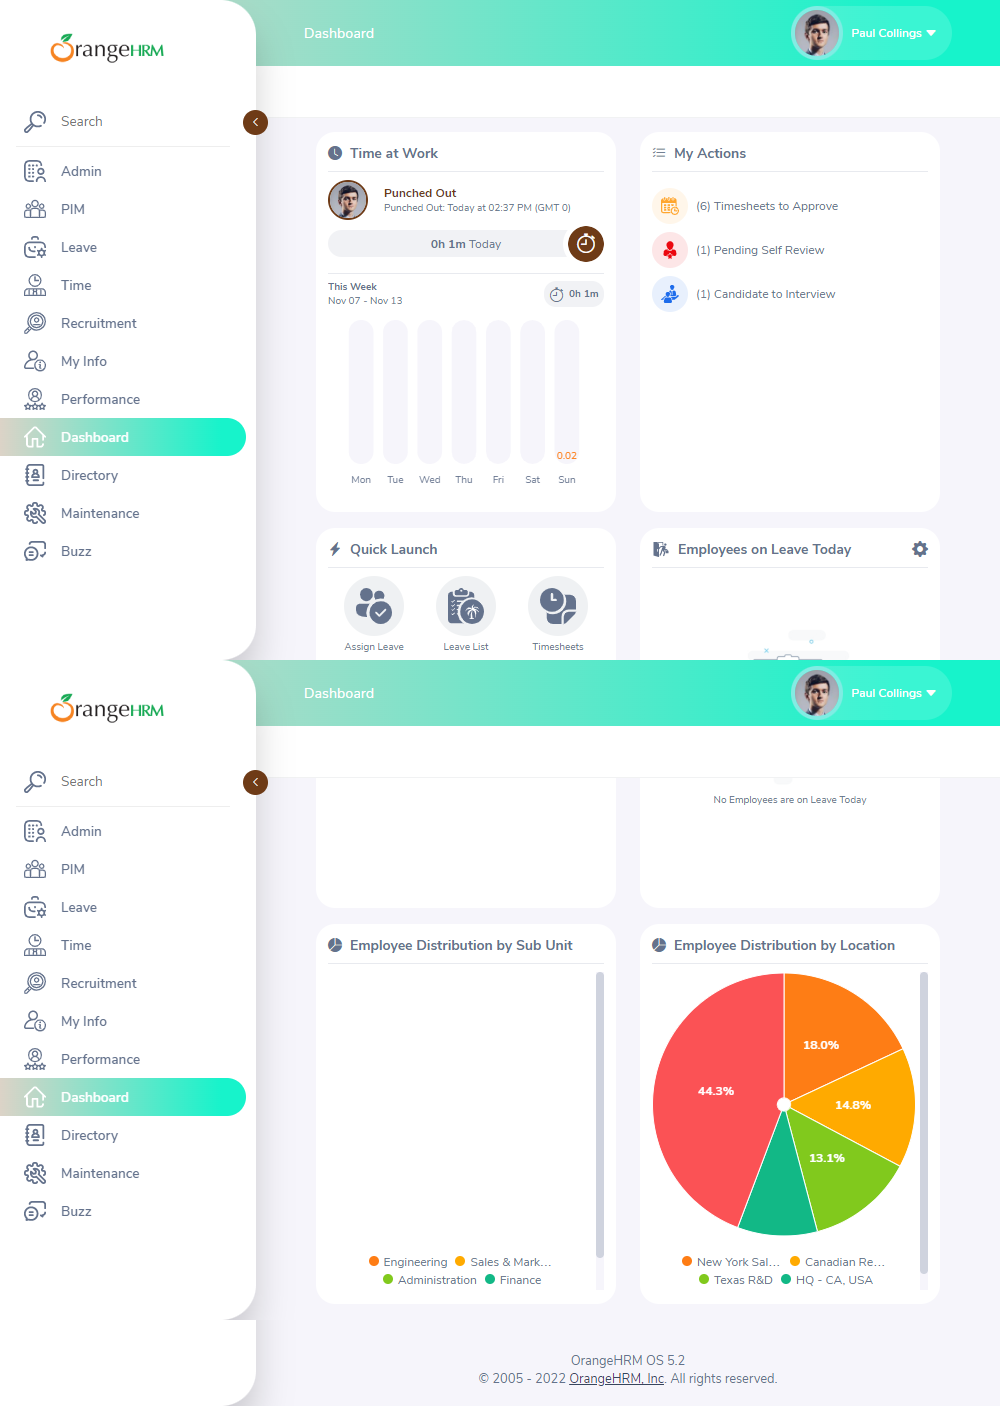 OrangeHRM
Dashboard
Paul Collings
Search
Admin
PIM
Leave
Time
Recruitment
My Info
Performance
Dashboard
Directory
Maintenance
Buzz
Time at Work
Punched Out
Punched Out: Today at 02:37 PM (GMT 0)
0h 1m Today
This Week
Nov 07 - Nov 13
0h 1m
0.02
Mon Tue Wed Thu Fri Sat Sun
My Actions
(6) Timesheets to Approve
(1) Pending Self Review
(1) Candidate to Interview
Quick Launch
Assign Leave Leave List Timesheets
Employees on Leave Today
OrangeHRM
Dashboard
Paul Collings
Search
Admin
PIM
Leave
Time
Recruitment
My Info
Performance
Dashboard
Directory
Maintenance
Buzz
No Employees are on Leave Today
Employee Distribution by Sub Unit
Engineering Sales & Mark...
Administration Finance
Employee Distribution by Location
18.0%
44.3%
14.8%
13.1%
New York Sal... Canadian Re...
Texas R&D HQ - CA, USA
OrangeHRM OS 5.2
© 2005 - 2022 OrangeHRM, Inc. All rights reserved.